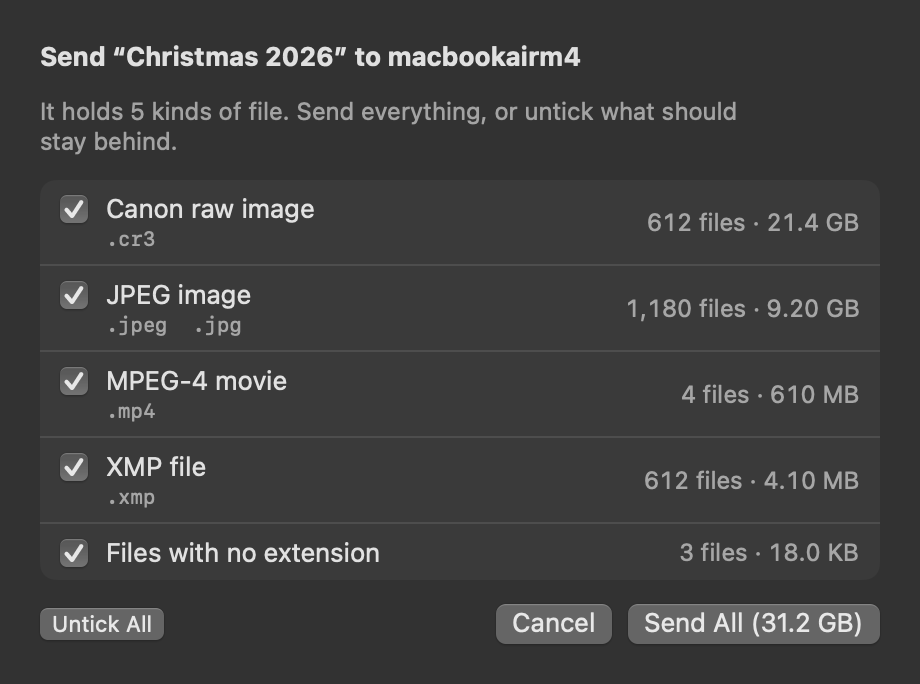 Send “Christmas 2026” to macbookairm4
It holds 5 kinds of file. Send everything, or untick what should
stay behind.
Canon raw image
.cr3
612 files · 21.4 GB
JPEG image
.jpeg .jpg
1,180 files · 9.20 GB
MPEG-4 movie
.mp4
4 files · 610 MB
XMP file
.xmp
612 files · 4.10 MB
Files with no extension
3 files · 18.0 KB
Untick All
Cancel
Send All (31.2 GB)